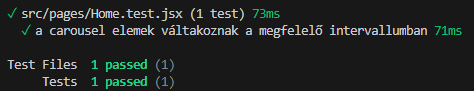 ✓ src/pages/Home.test.jsx (1 test) 73ms
✓ a carousel elemek váltakoznak a megfelelő intervallumban 71ms
Test Files 1 passed (1)
Tests 1 passed (1)